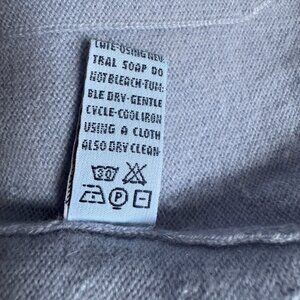 LATE-USING NEU-
TRAL SOAP DO
NOT BLEACH-TUM-
BLE DRY-GENTLE
CYCLE-COOL IRON
USING A CLOTH
ALSO DRY CLEAN-
30
P